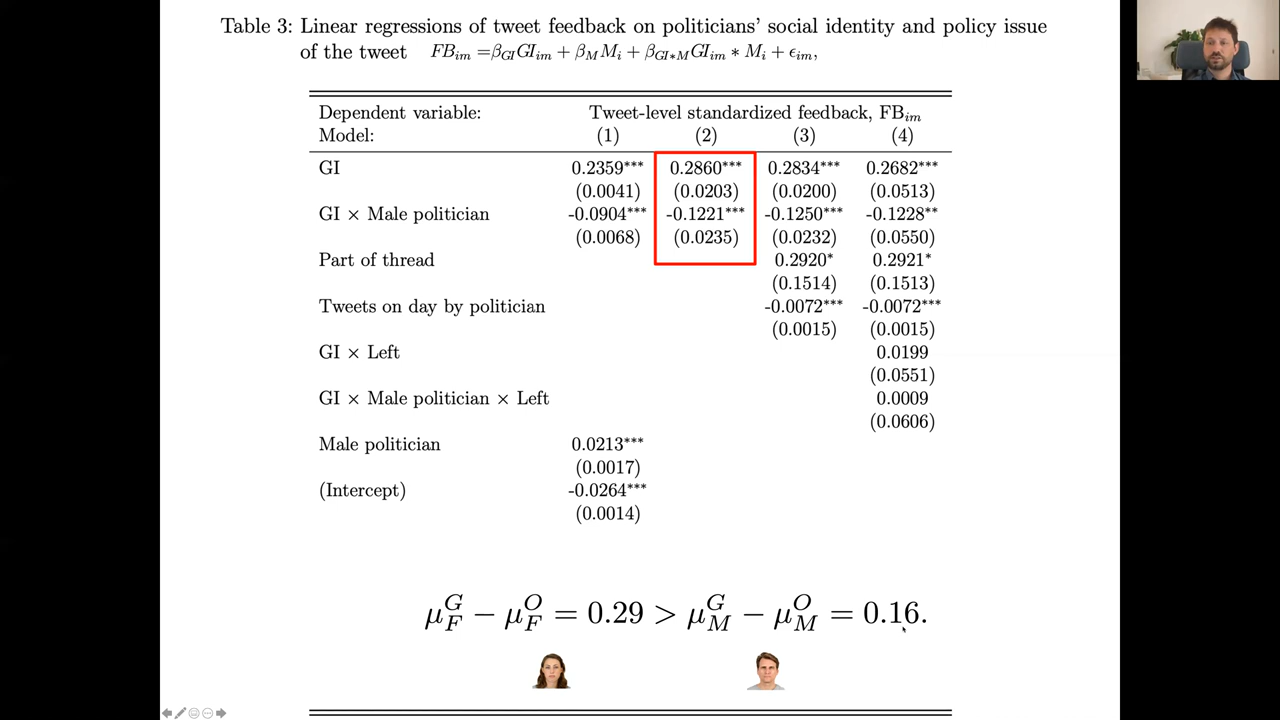 Table 3: Linear regressions of tweet feedback on politicians' social identity and policy issue
of the tweet FB_im =β_GI GI_im + β_M M_i + β_GI∗M GI_im ∗ M_i + ϵ_im,
Dependent variable: Tweet-level standardized feedback, FB_im
Model: (1) (2) (3) (4)
GI 0.2359*** 0.2860*** 0.2834*** 0.2682***
(0.0041) (0.0203) (0.0200) (0.0513)
GI × Male politician -0.0904*** -0.1221*** -0.1250*** -0.1228**
(0.0068) (0.0235) (0.0232) (0.0550)
Part of thread 0.2920* 0.2921*
(0.1514) (0.1513)
Tweets on day by politician -0.0072*** -0.0072***
(0.0015) (0.0015)
GI × Left 0.0199
(0.0551)
GI × Male politician × Left 0.0009
(0.0606)
Male politician 0.0213***
(0.0017)
(Intercept) -0.0264***
(0.0014)
μ_F^G − μ_F^O = 0.29 > μ_M^G − μ_M^O = 0.16.